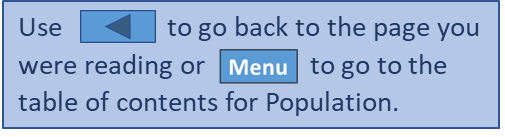 Use ◀ to go back to the page you
were reading or Menu to go to the
table of contents for Population.